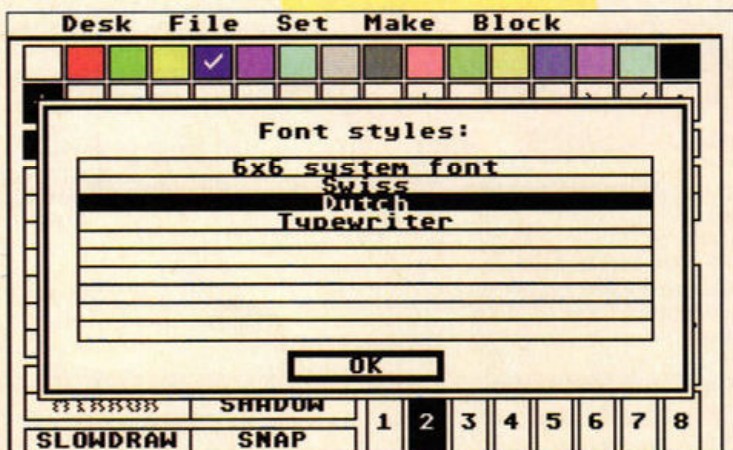 Desk File Set Make Block
Font styles:
6x6 system font
Swiss
Dutch
Typewriter
OK
MIRROR SHADOW
1 2 3 4 5 6 7 8
SLOWDRAW SNAP